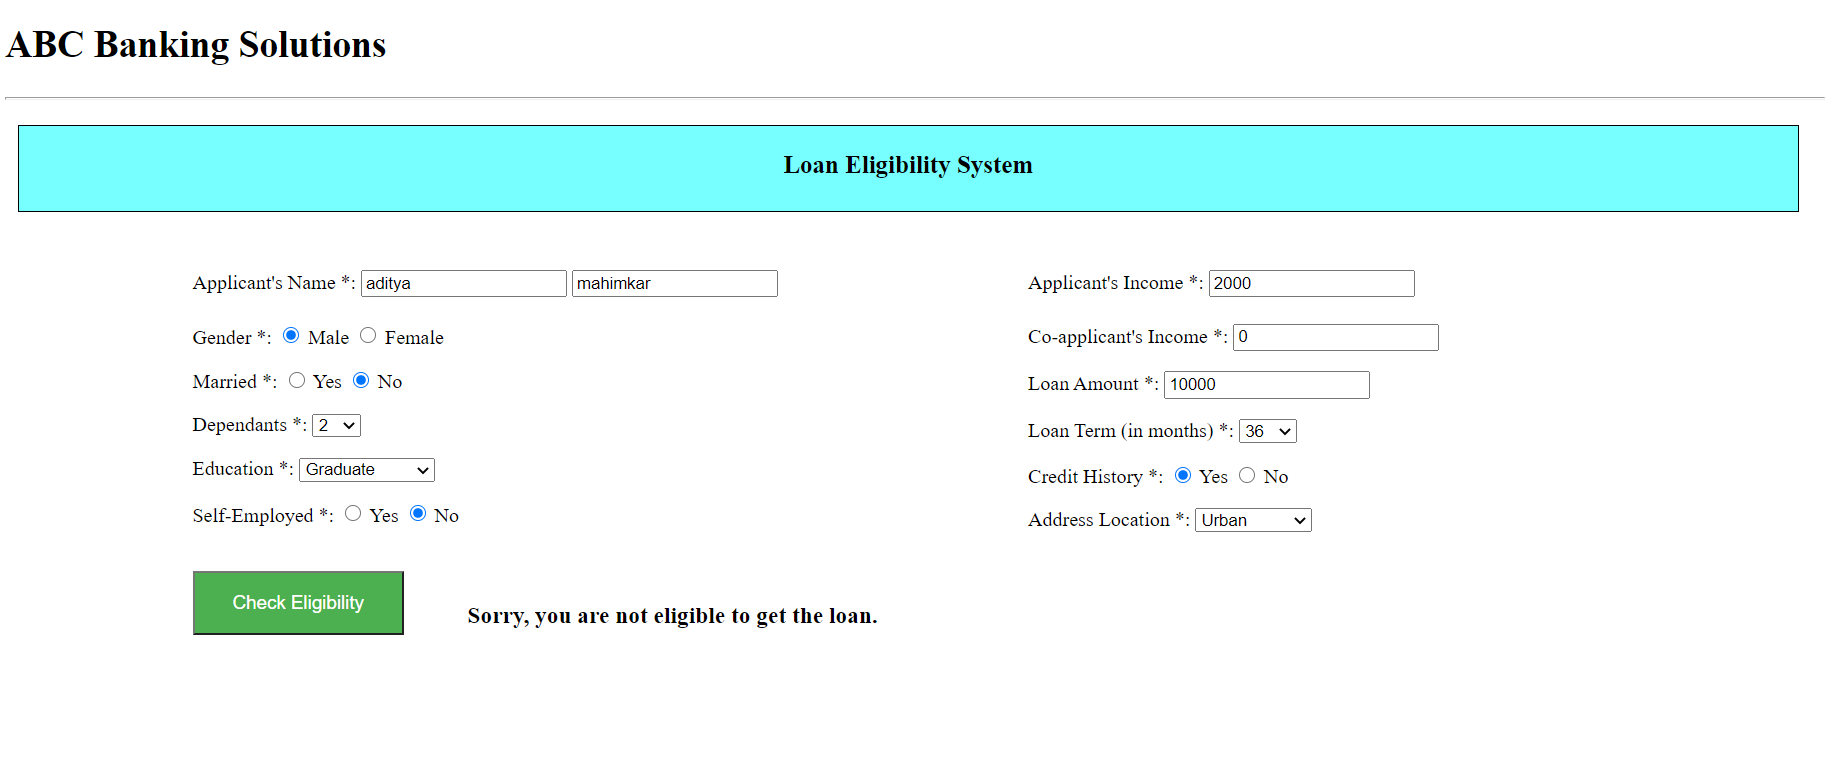 ABC Banking Solutions
Loan Eligibility System
Applicant's Name *: aditya mahimkar
Gender *: Male Female
Married *: Yes No
Dependants *: 2
Education *: Graduate
Self-Employed *: Yes No
Applicant's Income *: 2000
Co-applicant's Income *: 0
Loan Amount *: 10000
Loan Term (in months) *: 36
Credit History *: Yes No
Address Location *: Urban
Check Eligibility
Sorry, you are not eligible to get the loan.